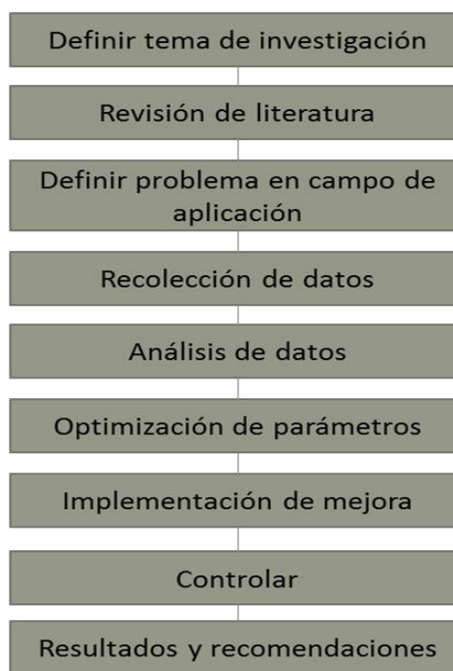 Definir tema de investigación
Revisión de literatura
Definir problema en campo de
aplicación
Recolección de datos
Análisis de datos
Optimización de parámetros
Implementación de mejora
Controlar
Resultados y recomendaciones